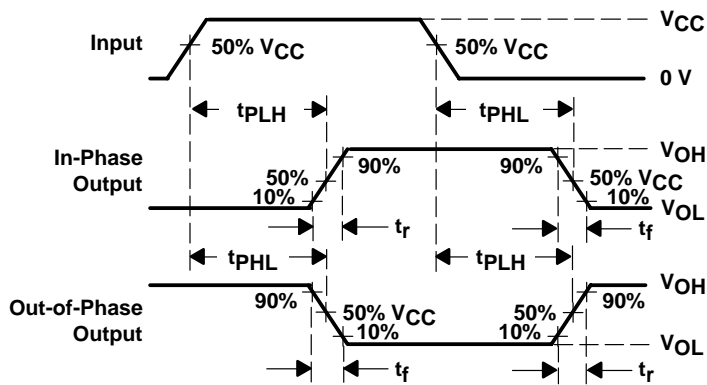 VCC
Input
50% VCC
50% VCC
0 V
tPLH
tPHL
In-Phase
Output
VOH
90%
90%
50%
50% VCC
10%
10%
VOL
tr
tf
tPHL
tPLH
Out-of-Phase
Output
VOH
90%
90%
50% VCC
50%
10%
10%
VOL
tf
tr